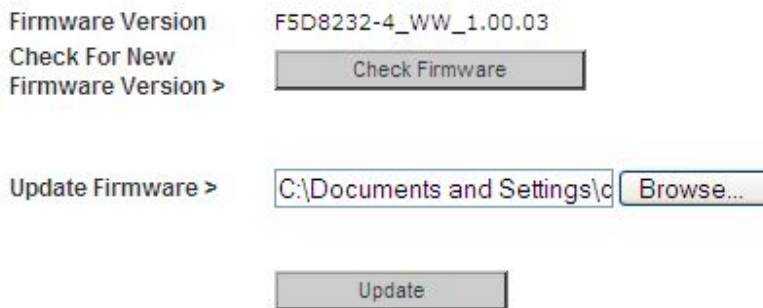 Firmware Version F5D8232-4_WW_1.00.03
Check For New
Firmware Version >
Check Firmware
Update Firmware > C:\Documents and Settings\c Browse...
Update